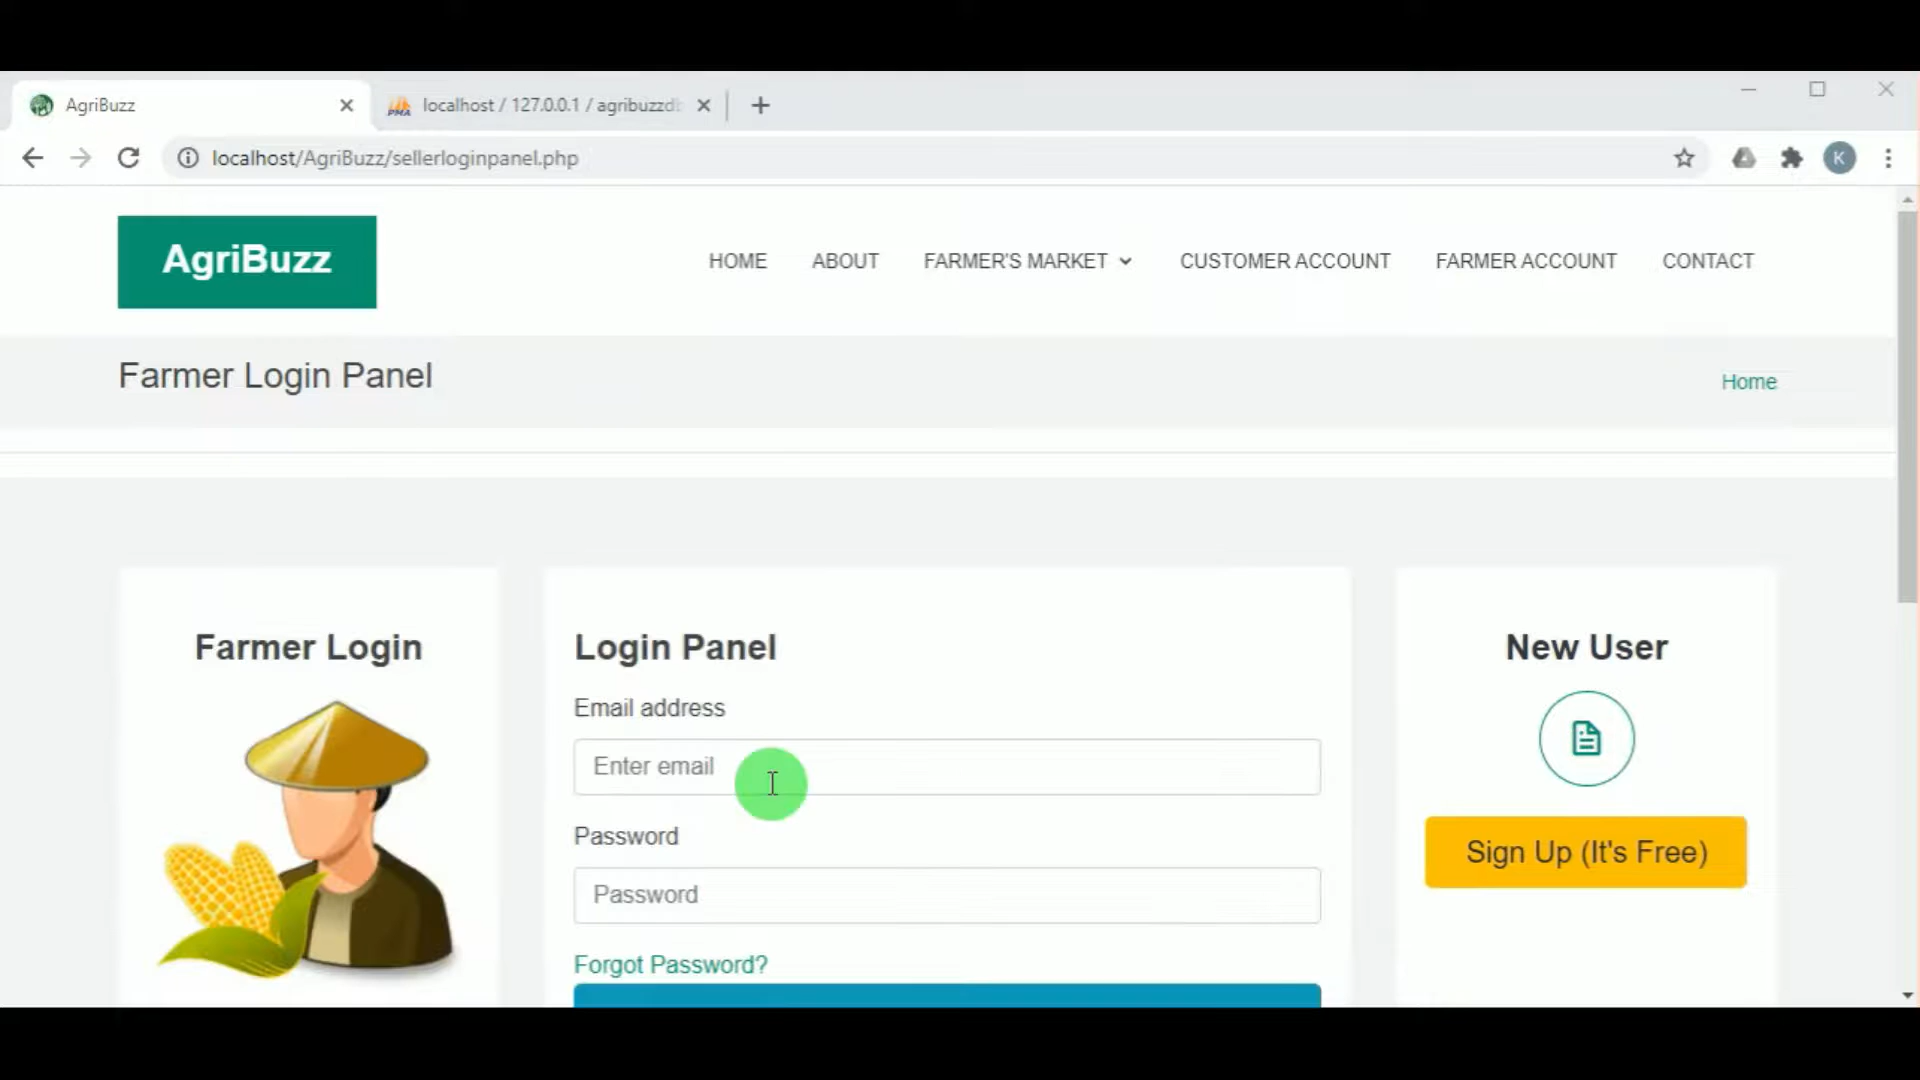 AgriBuzz
localhost / 127.0.0.1 / agribuzzdb
localhost/AgriBuzz/sellerloginpanel.php
K
AgriBuzz
HOME ABOUT FARMER'S MARKET CUSTOMER ACCOUNT FARMER ACCOUNT CONTACT
Farmer Login Panel
Home
Farmer Login
Login Panel
Email address
Enter email
Password
Password
Forgot Password?
New User
Sign Up (It's Free)